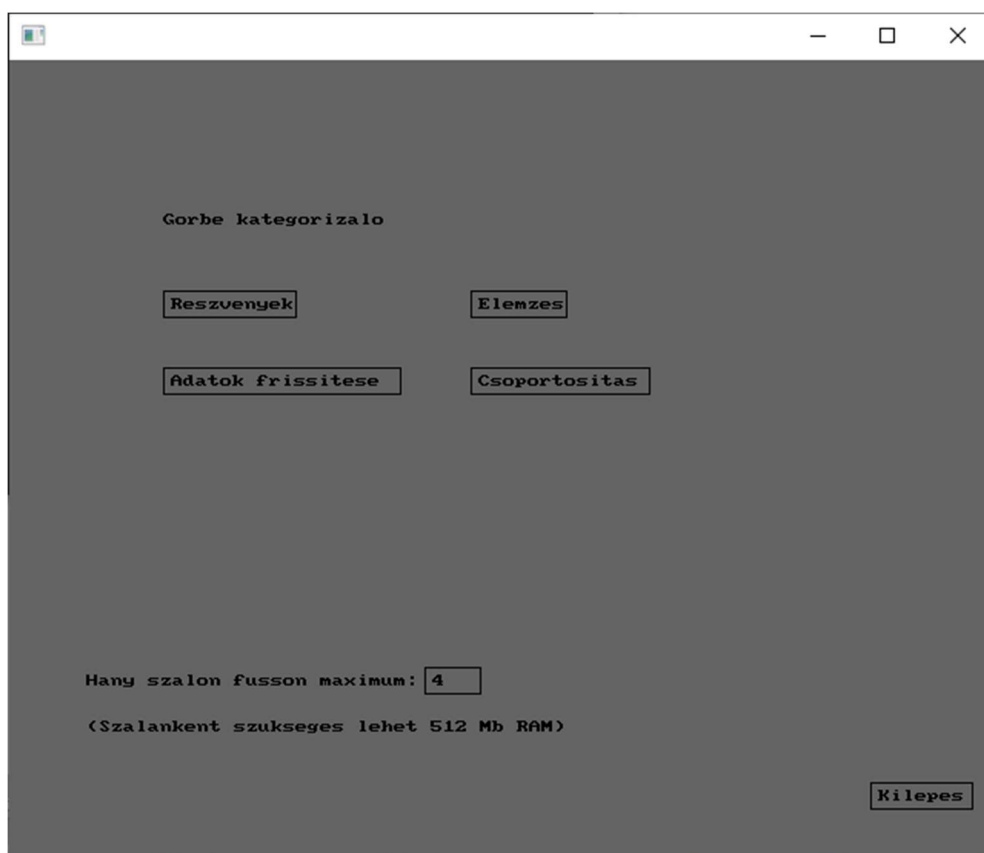 Gorbe kategorizalo
Reszvenyek Elemzes
Adatok frissitese Csoportositas
Hany szalon fusson maximum: 4
(Szalankent szukseges lehet 512 Mb RAM)
Kilepes